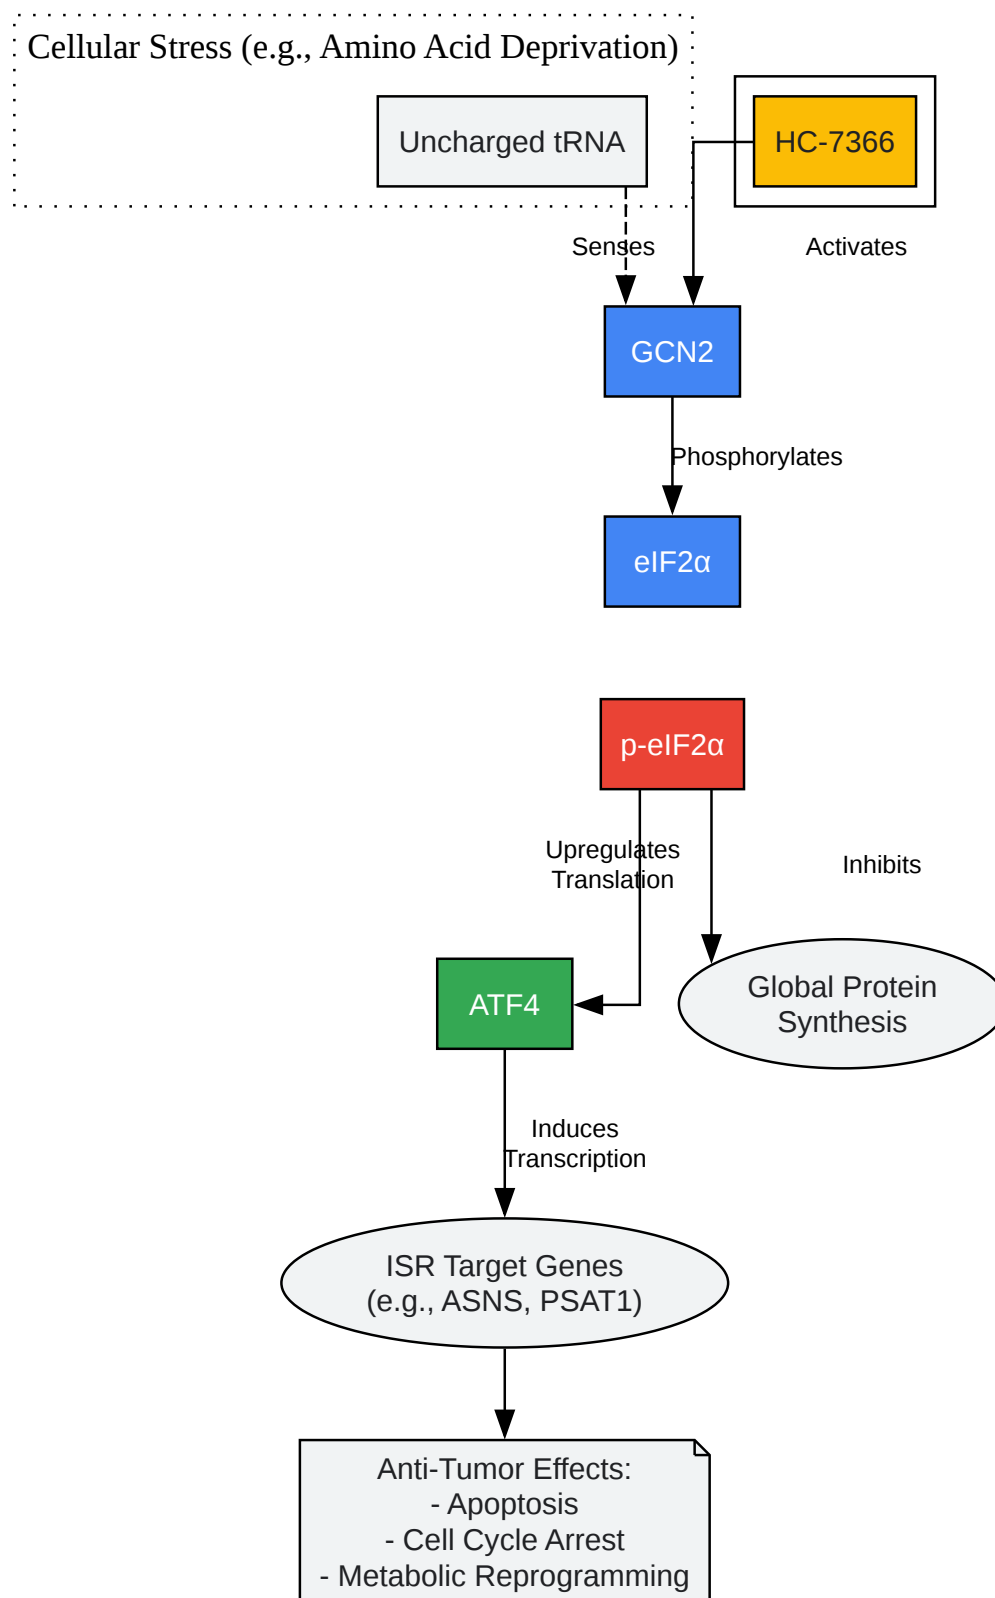 Cellular Stress (e.g., Amino Acid Deprivation)
Uncharged tRNA
HC-7366
Senses
Activates
GCN2
Phosphorylates
eIF2α
p-eIF2α
Upregulates
Translation
Inhibits
ATF4
Global Protein
Synthesis
Induces
Transcription
ISR Target Genes
(e.g., ASNS, PSAT1)
Anti-Tumor Effects:
- Apoptosis
- Cell Cycle Arrest
- Metabolic Reprogramming